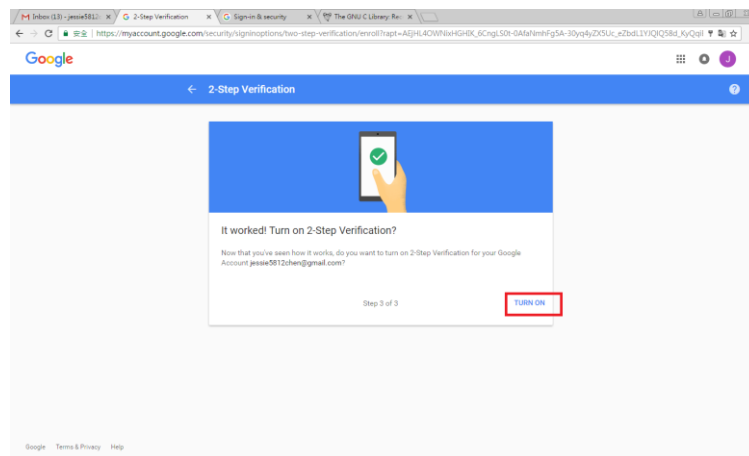 Inbox (13) - jessie5812
2-Step Verification
Sign-in & security
The GNU C Library: Re
安全 | https://myaccount.google.com/security/signinoptions/two-step-verification/enroll?rapt=
Google
J
2-Step Verification
It worked! Turn on 2-Step Verification?
Now that you've seen how it works, do you want to turn on 2-Step Verification for your Google
Account jessie5812chen@gmail.com?
Step 3 of 3
TURN ON
Google Terms & Privacy Help